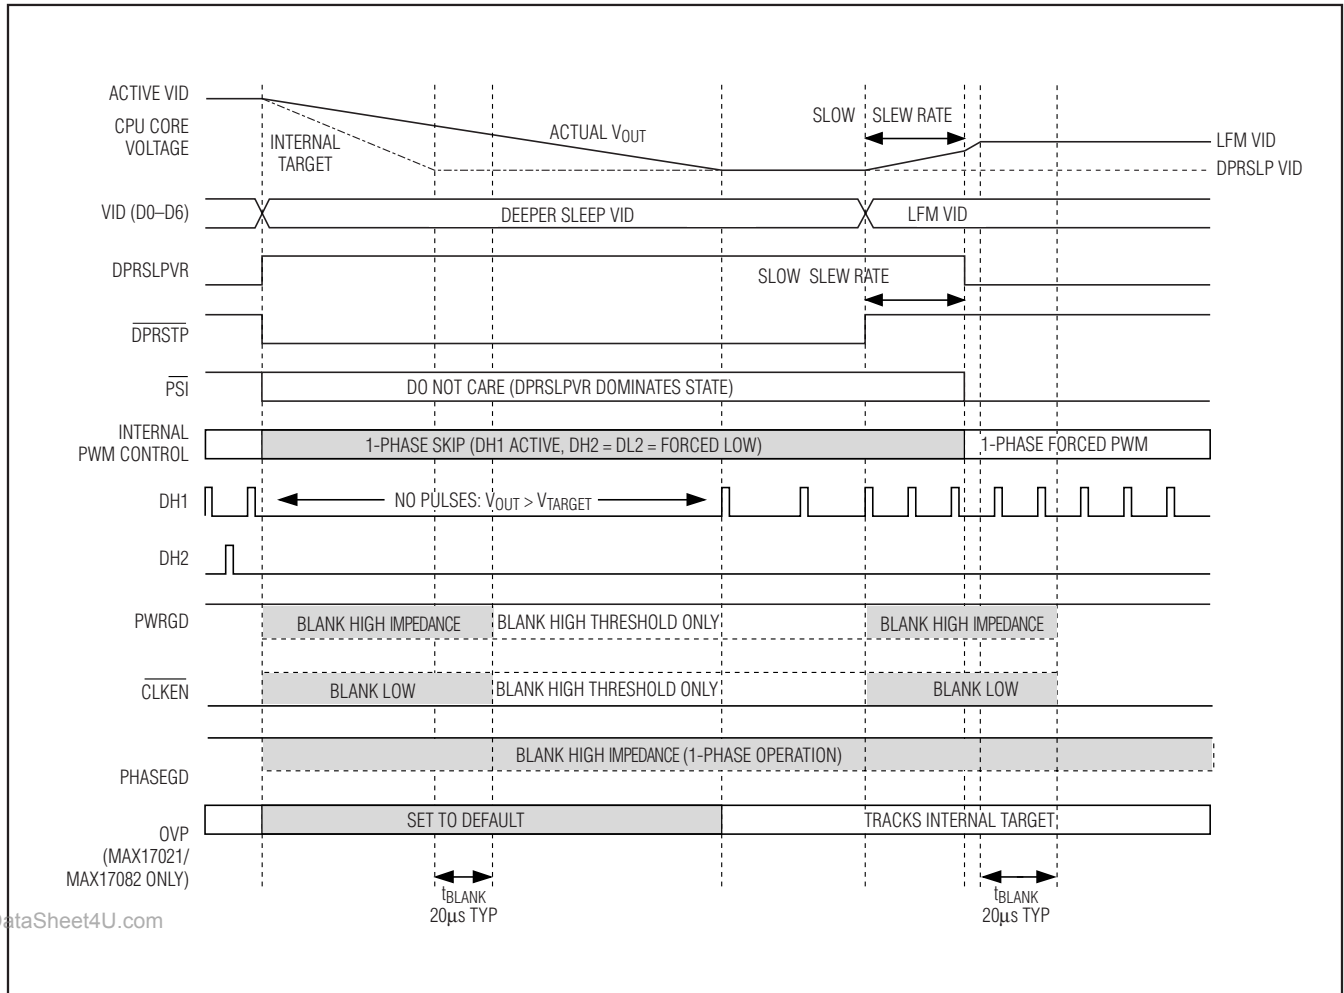 ACTIVE VID
CPU CORE
VOLTAGE
INTERNAL
TARGET
ACTUAL VOUT
SLOW SLEW RATE
LFM VID
DPRSLP VID
VID (D0–D6)
DEEPER SLEEP VID
LFM VID
DPRSLPVR
SLOW SLEW RATE
DPRSTP
PSI
DO NOT CARE (DPRSLPVR DOMINATES STATE)
INTERNAL
PWM CONTROL
1-PHASE SKIP (DH1 ACTIVE, DH2 = DL2 = FORCED LOW)
1-PHASE FORCED PWM
DH1
NO PULSES: VOUT > VTARGET
DH2
PWRGD
BLANK HIGH IMPEDANCE
BLANK HIGH THRESHOLD ONLY
BLANK HIGH IMPEDANCE
CLKEN
BLANK LOW
BLANK HIGH THRESHOLD ONLY
BLANK LOW
PHASEGD
BLANK HIGH IMPEDANCE (1-PHASE OPERATION)
OVP
(MAX17021/
MAX17082 ONLY)
SET TO DEFAULT
TRACKS INTERNAL TARGET
tBLANK
20µs TYP
tBLANK
20µs TYP
DataSheet4U.com